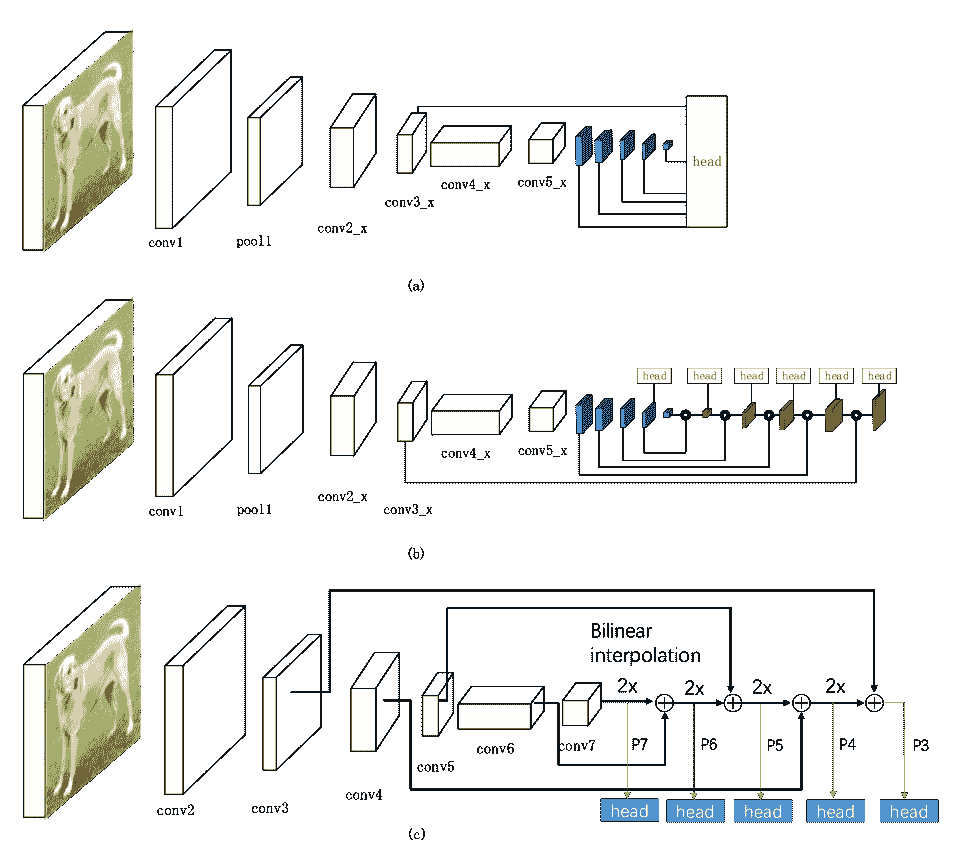 head
conv4_x
conv5_x
conv3_x
conv2_x
conv1
pool1
(a)
head head head head head head
conv4_x
conv5_x
conv2_x
conv3_x
conv1
pool1
(b)
Bilinear
interpolation
2x 2x 2x 2x
P7 P6 P5 P4 P3
conv6
conv7
conv5
conv4
conv2
conv3
head head head head head
(c)